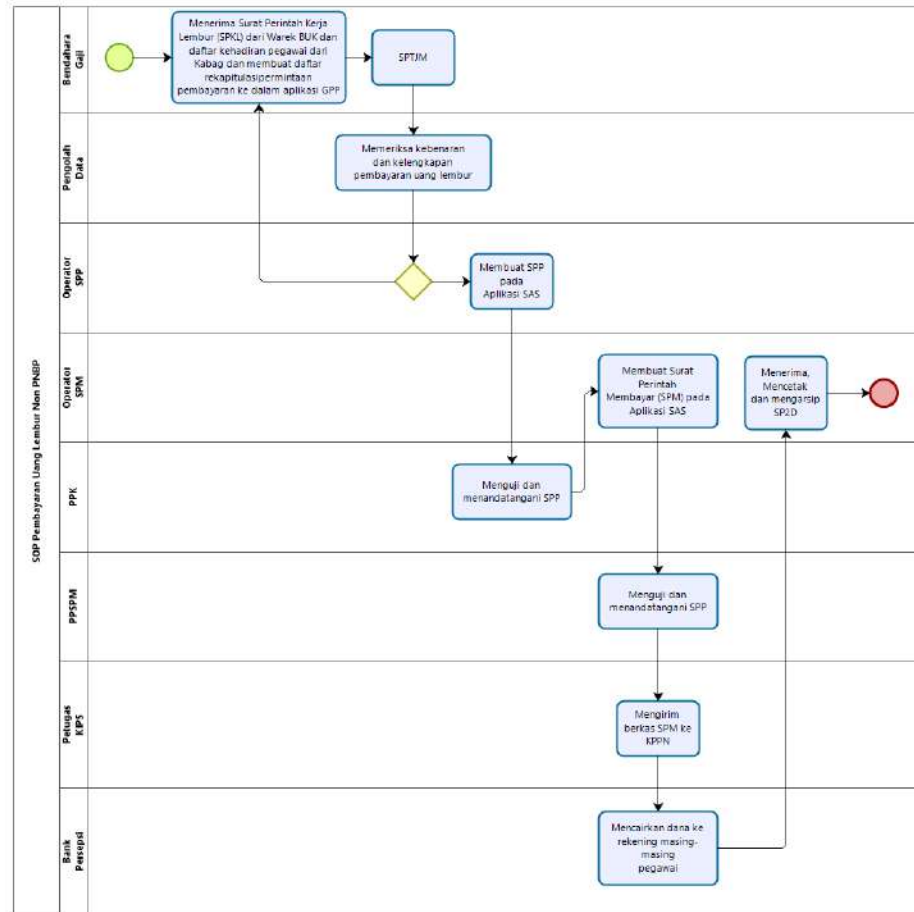 SOP Pembayaran Uang Lembur Non PNBP
Bendahara
Gaji
Menerima Surat Perintah Kerja
Lembur (SPKL) dari Warek BUK dan
daftar kehadiran pegawai dari
Kabag dan membuat daftar
rekapitulasipermintaan
pembayaran ke dalam aplikasi GPP
SPTJM
Pengolah
Data
Memeriksa kebenaran
dan kelengkapan
pembayaran uang lembur
Operator
SPP
Membuat SPP
pada
Aplikasi SAS
Operator
SPM
Membuat Surat
Perintah
Membayar (SPM) pada
Aplikasi SAS
Menerima,
Mencetak
dan mengarsip
SP2D
PPK
Menguji dan
menandatangani SPP
PPSPM
Menguji dan
menandatangani SPP
Petugas
KIPS
Mengirim
berkas SPM ke
KPPN
Bank
Persepsi
Mencairkan dana ke
rekening masing-
masing
pegawai